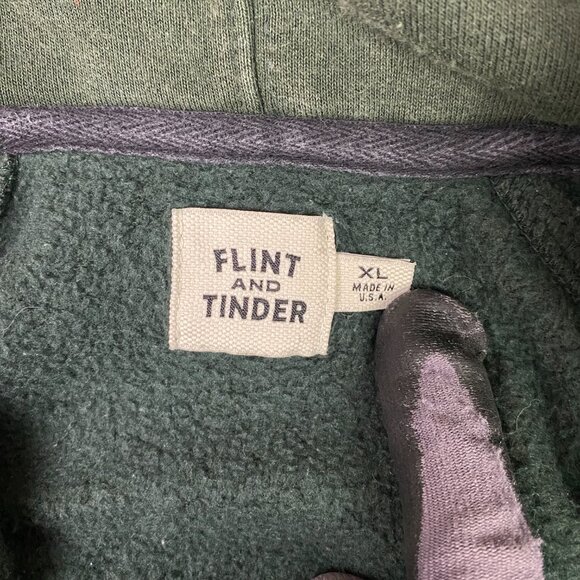 FLINT
AND
TINDER
XL
MADE IN
U.S.A.